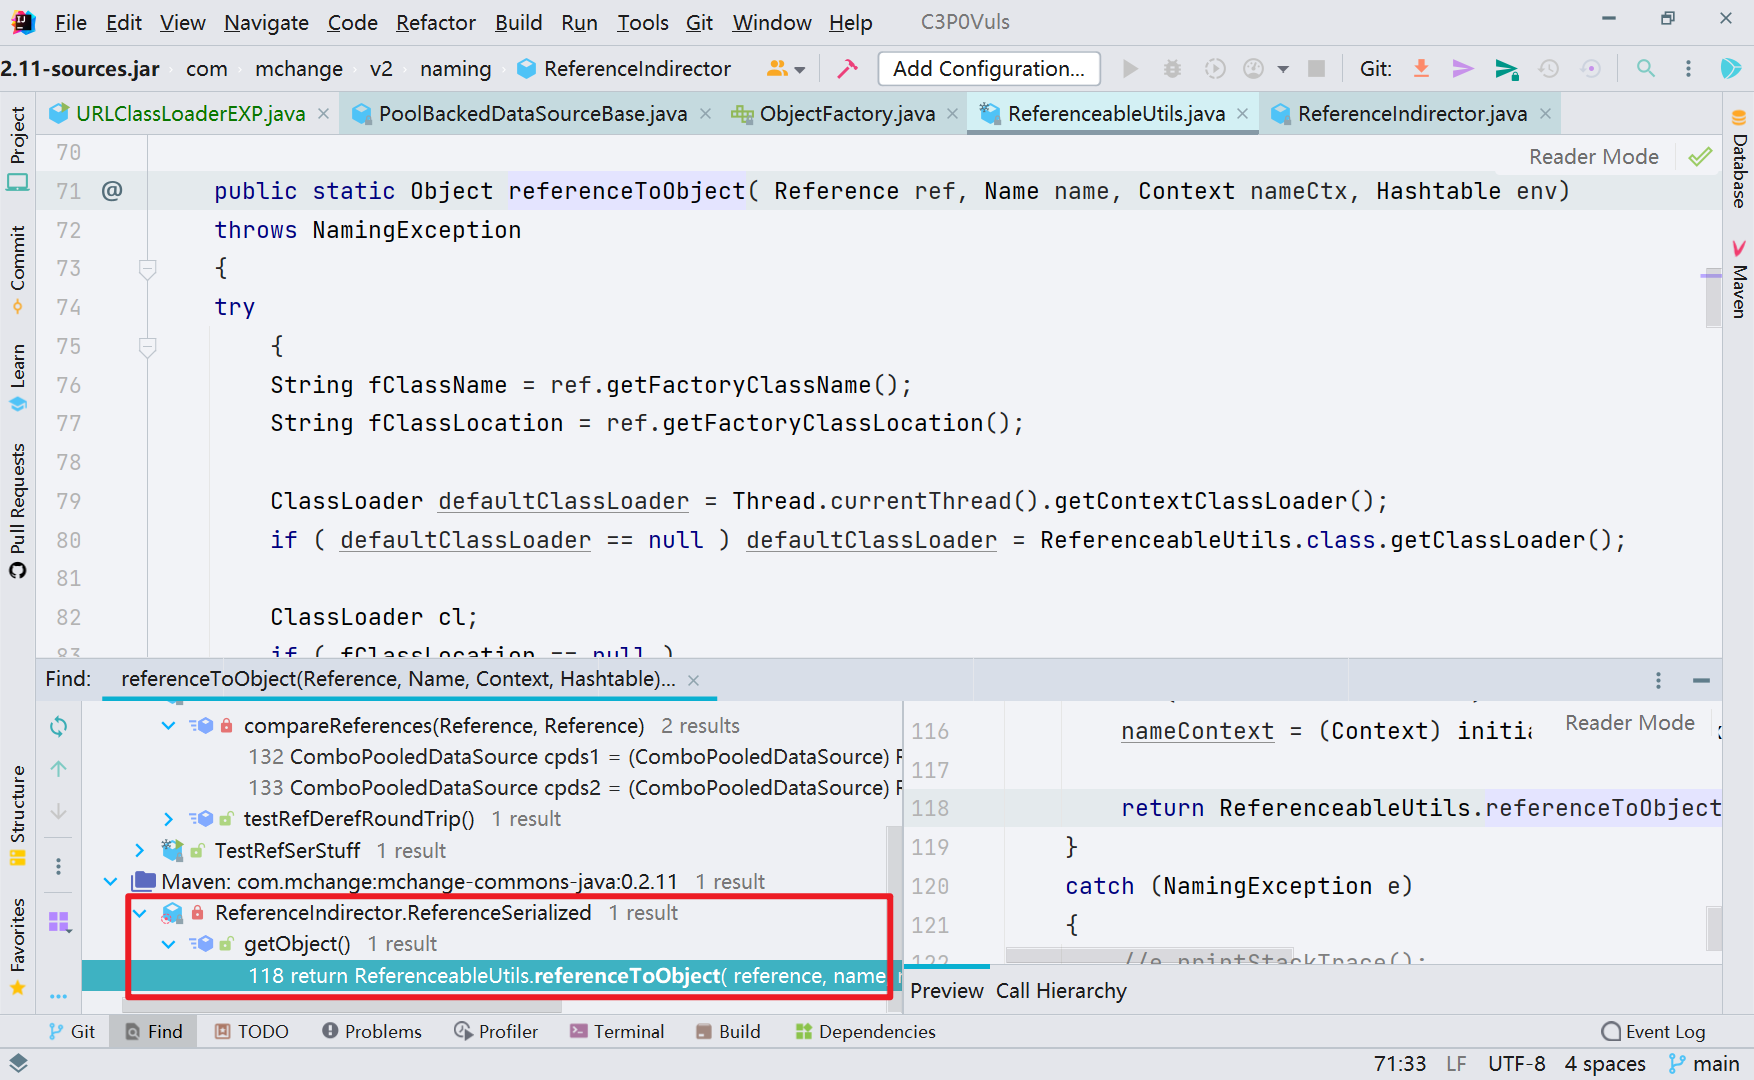 File Edit View Navigate Code Refactor Build Run Tools Git Window Help C3P0Vuls
2.11-sources.jar com mchange v2 naming ReferenceIndirector Add Configuration... Git:
URLClassLoaderEXP.java PoolBackedDataSourceBase.java ObjectFactory.java ReferenceableUtils.java ReferenceIndirector.java
Project
Commit
Learn
Pull Requests
Structure
Favorites
Database
Maven
Reader Mode
70
71 @ public static Object referenceToObject( Reference ref, Name name, Context nameCtx, Hashtable env)
72 throws NamingException
73 {
74 try
75 {
76 String fClassName = ref.getFactoryClassName();
77 String fClassLocation = ref.getFactoryClassLocation();
78
79 ClassLoader defaultClassLoader = Thread.currentThread().getContextClassLoader();
80 if ( defaultClassLoader == null ) defaultClassLoader = ReferenceableUtils.class.getClassLoader();
81
82 ClassLoader cl;
83 if ( fClassLocation == null )
Find: referenceToObject(Reference, Name, Context, Hashtable)...
compareReferences(Reference, Reference) 2 results
132 ComboPooledDataSource cpds1 = (ComboPooledDataSource)
133 ComboPooledDataSource cpds2 = (ComboPooledDataSource)
testRefDerefRoundTrip() 1 result
TestRefSerStuff 1 result
Maven: com.mchange:mchange-commons-java:0.2.11 1 result
ReferenceIndirector.ReferenceSerialized 1 result
getObject() 1 result
118 return ReferenceableUtils.referenceToObject( reference, name
Reader Mode
116 nameContext = (Context) initia
117
118 return ReferenceableUtils.referenceToObject
119 }
120 catch (NamingException e)
121 {
122 //e.printStackTrace();
Preview Call Hierarchy
Git Find TODO Problems Profiler Terminal Build Dependencies Event Log
71:33 LF UTF-8 4 spaces main